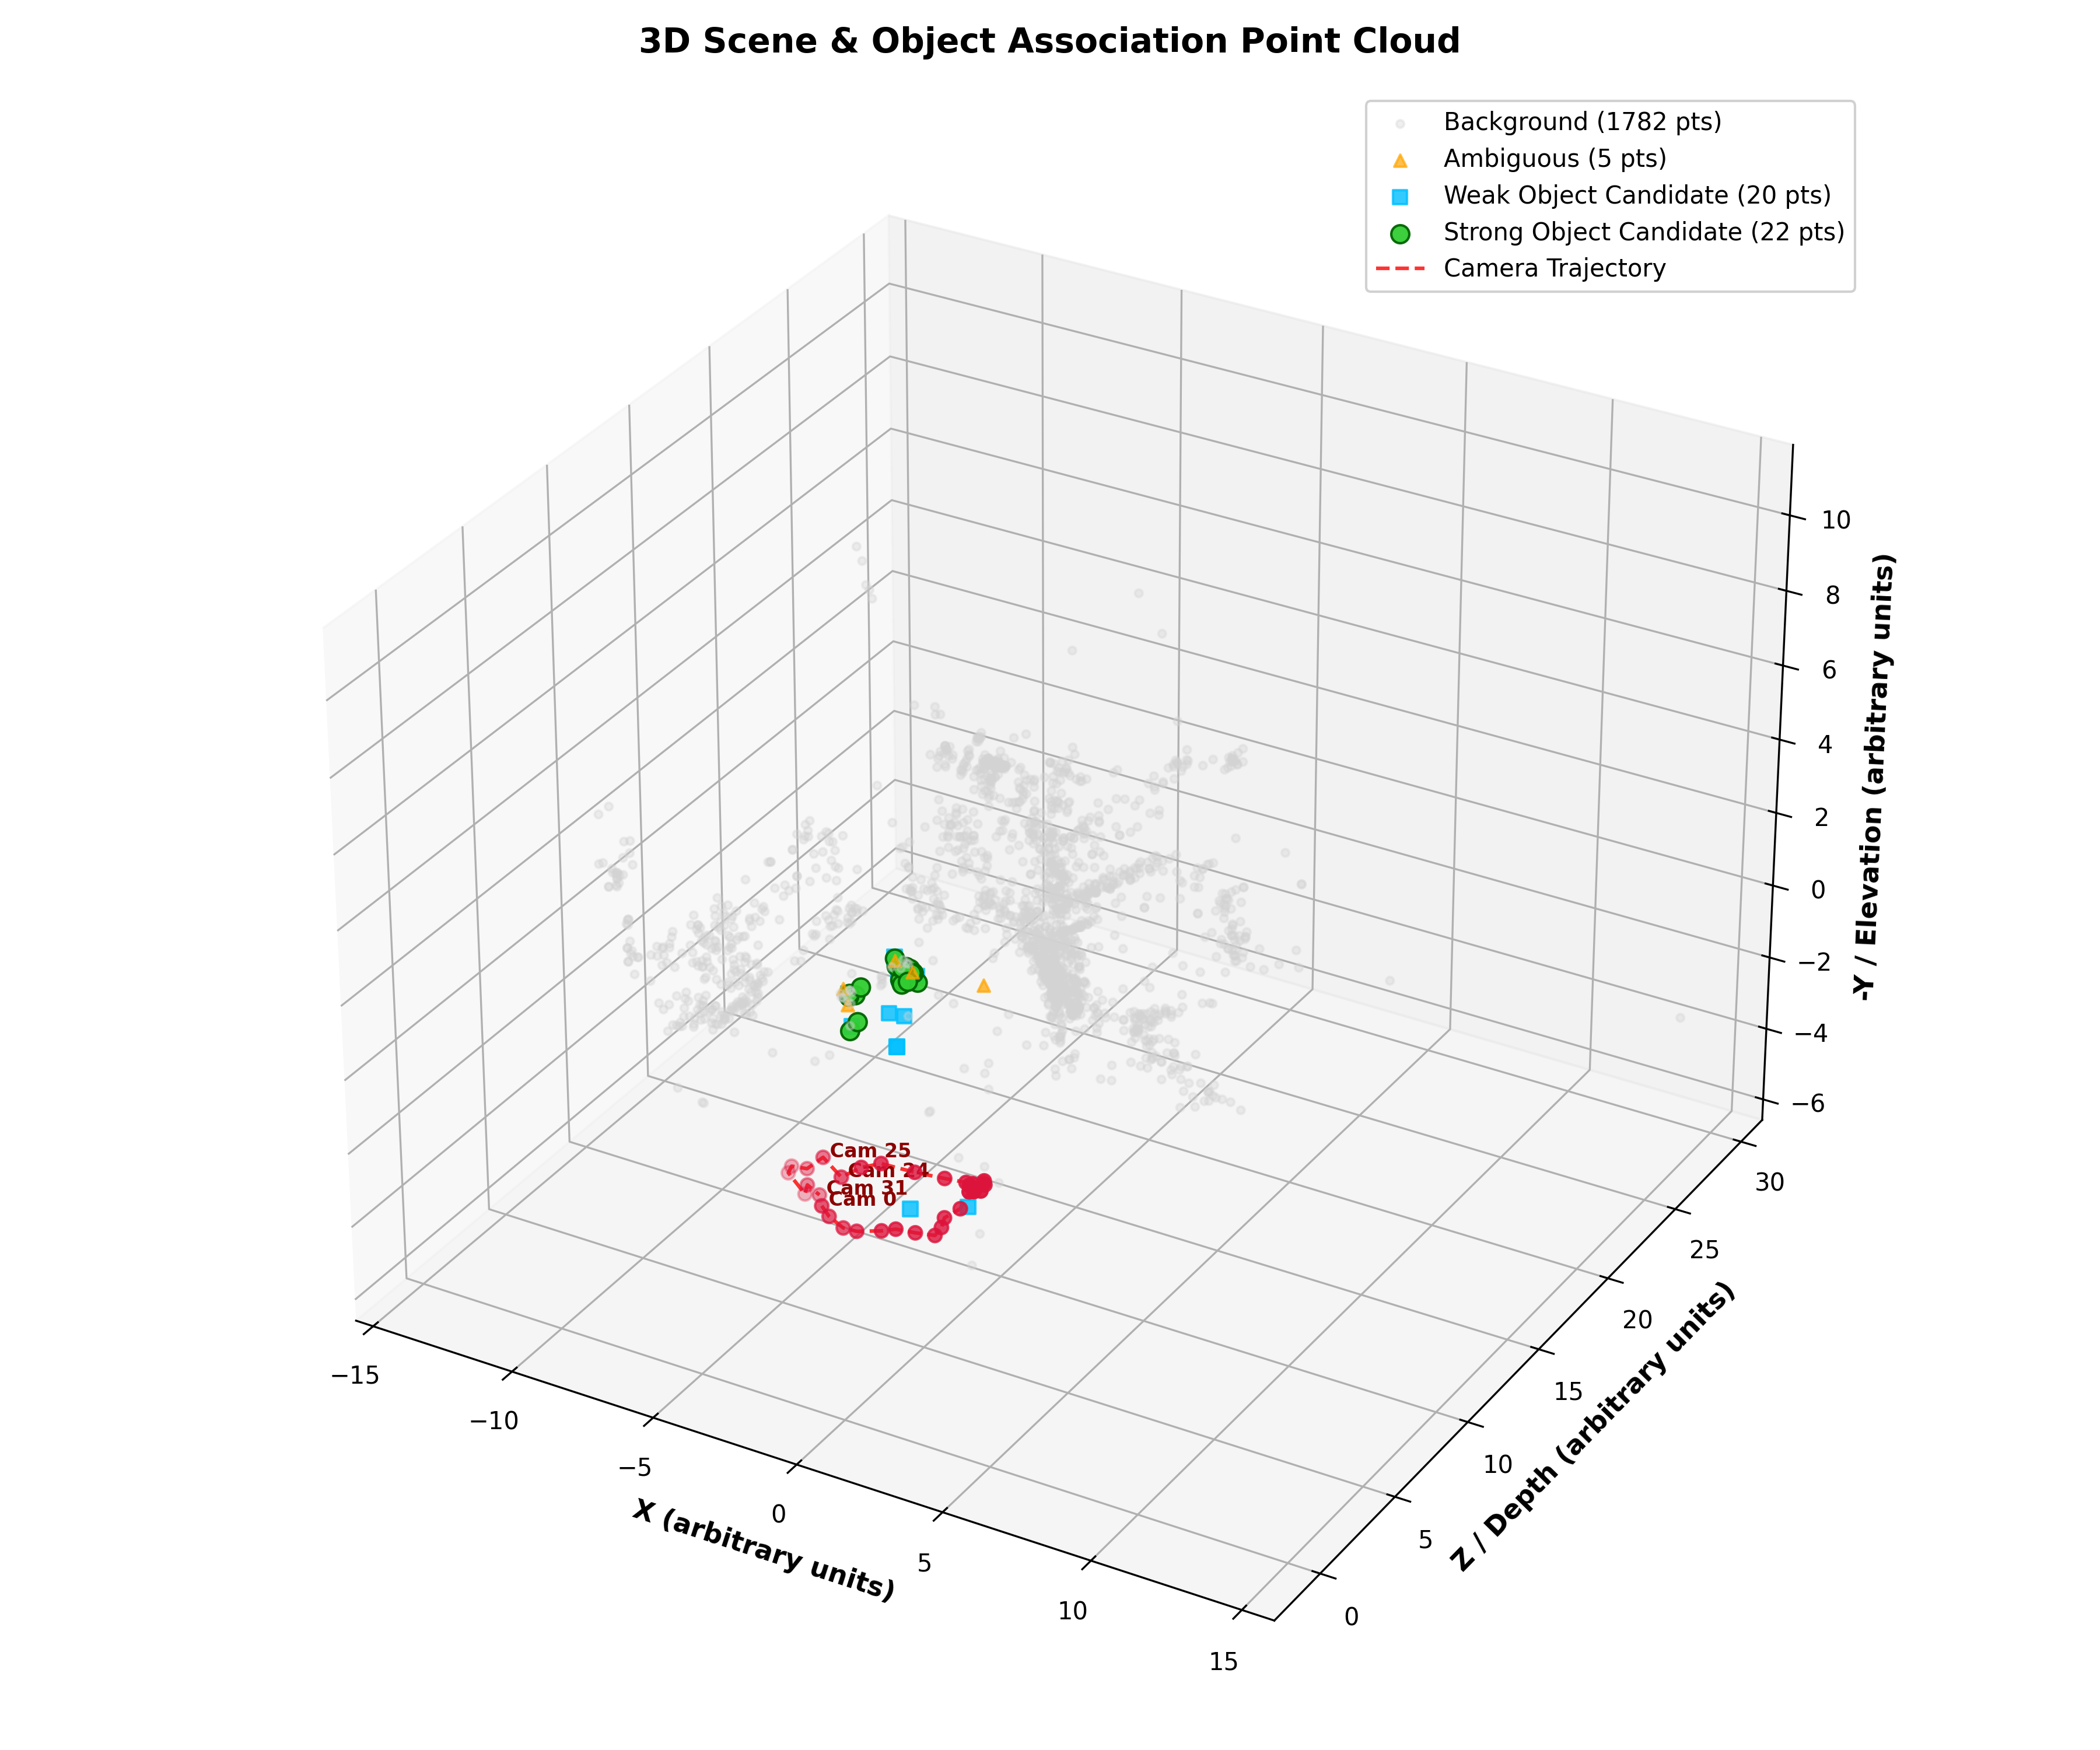 3D Scene & Object Association Point Cloud
Background (1782 pts)
Ambiguous (5 pts)
Weak Object Candidate (20 pts)
Strong Object Candidate (22 pts)
Camera Trajectory
10
8
6
4
2
0
−2
−4
−6
-Y / Elevation (arbitrary units)
Cam 25
Cam 24
Cam 31
Cam 0
30
25
20
15
10
5
0
Z / Depth (arbitrary units)
−15
−10
−5
0
5
10
15
X (arbitrary units)